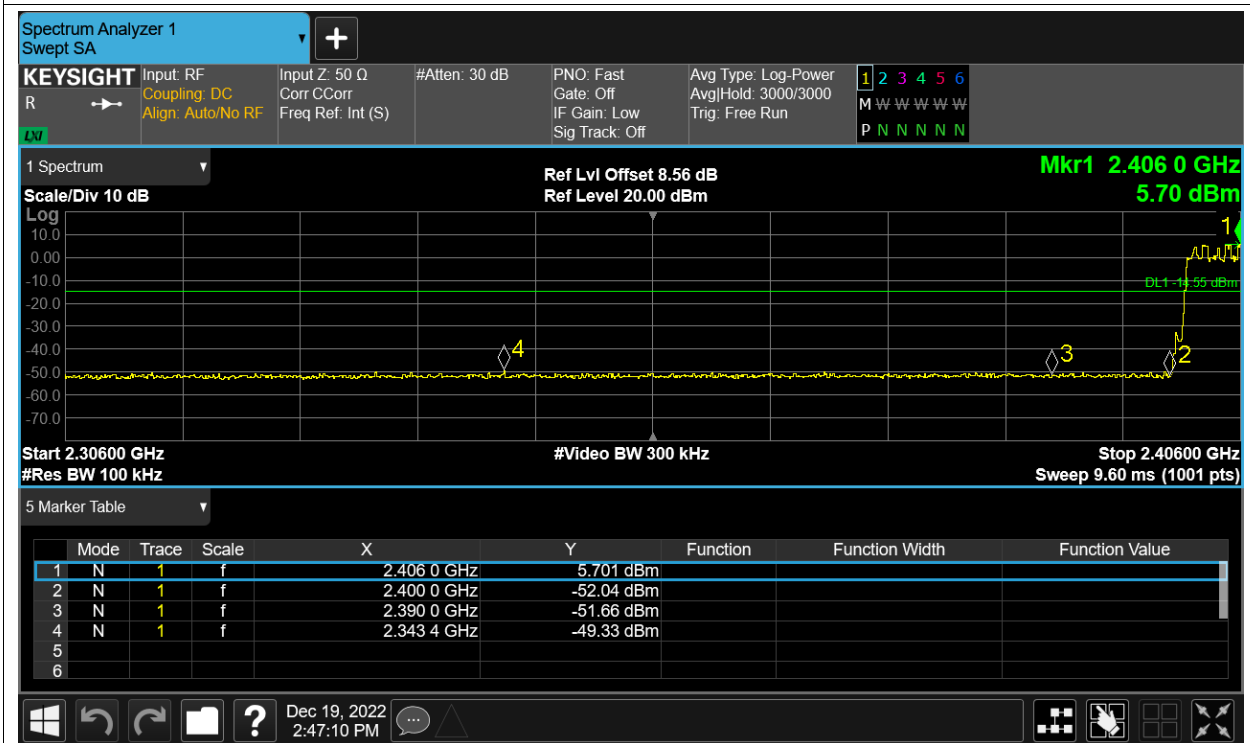 Spectrum Analyzer 1
Swept SA
KEYSIGHT
R
LXI
Input: RF
Coupling: DC
Align: Auto/No RF
Input Z: 50 Ω
Corr CCorr
Freq Ref: Int (S)
#Atten: 30 dB
PNO: Fast
Gate: Off
IF Gain: Low
Sig Track: Off
Avg Type: Log-Power
Avg|Hold: 3000/3000
Trig: Free Run
1 2 3 4 5 6
M W W W W W
P N N N N N
1 Spectrum
Scale/Div 10 dB
Ref Lvl Offset 8.56 dB
Ref Level 20.00 dBm
Mkr1 2.406 0 GHz
5.70 dBm
Log
10.0
0.00
-10.0
-20.0
-30.0
-40.0
-50.0
-60.0
-70.0
1
DL1 -14.55 dBm
4
3
2
Start 2.30600 GHz
#Res BW 100 kHz
#Video BW 300 kHz
Stop 2.40600 GHz
Sweep 9.60 ms (1001 pts)
5 Marker Table
Mode Trace Scale X Y Function Function Width Function Value
1 N 1 f 2.406 0 GHz 5.701 dBm
2 N 1 f 2.400 0 GHz -52.04 dBm
3 N 1 f 2.390 0 GHz -51.66 dBm
4 N 1 f 2.343 4 GHz -49.33 dBm
5
6
?
Dec 19, 2022
2:47:10 PM